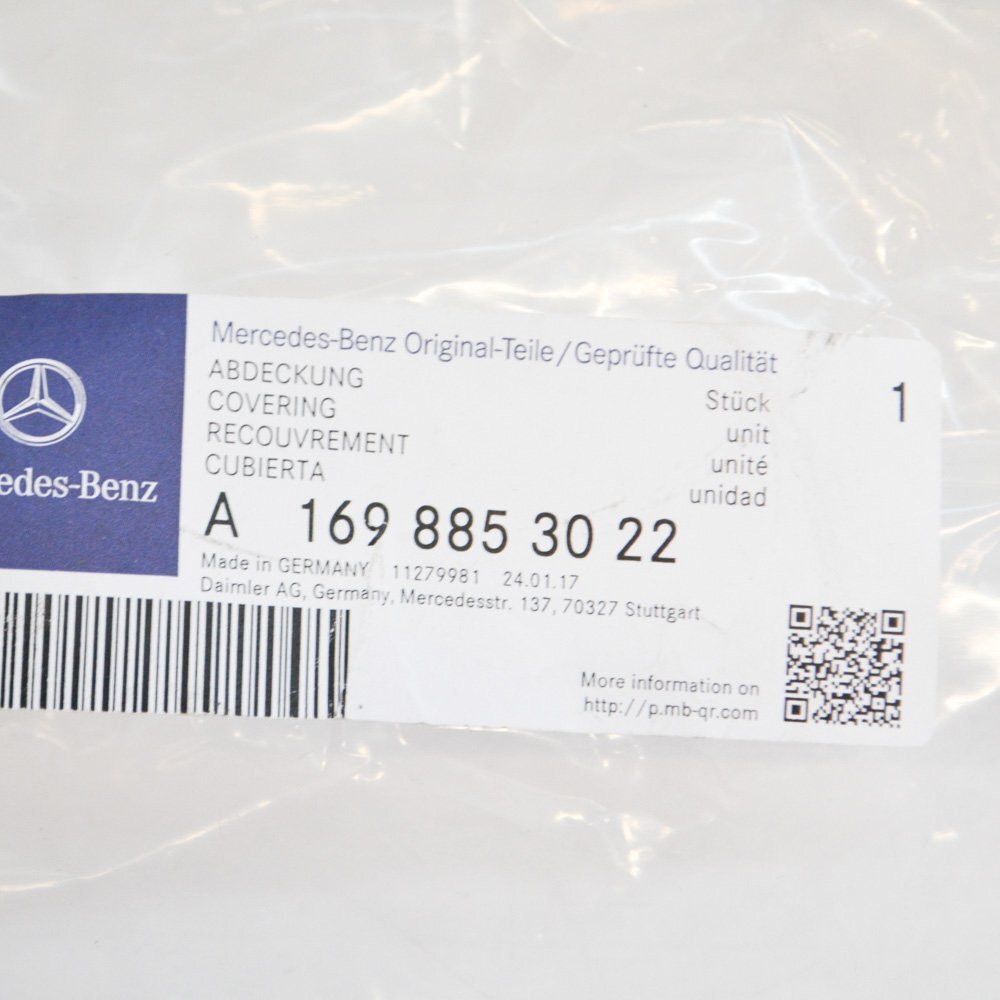 Mercedes-Benz Original-Teile/Geprüfte Qualität
ABDECKUNG
COVERING
RECOUVREMENT
CUBIERTA
Stück 1
unit
unité
unidad
edes-Benz
A 169 885 30 22
Made in GERMANY 11279981 24.01.17
Daimler AG, Germany, Mercedesstr. 137, 70327 Stuttgart
More information on
http://p.mb-qr.com